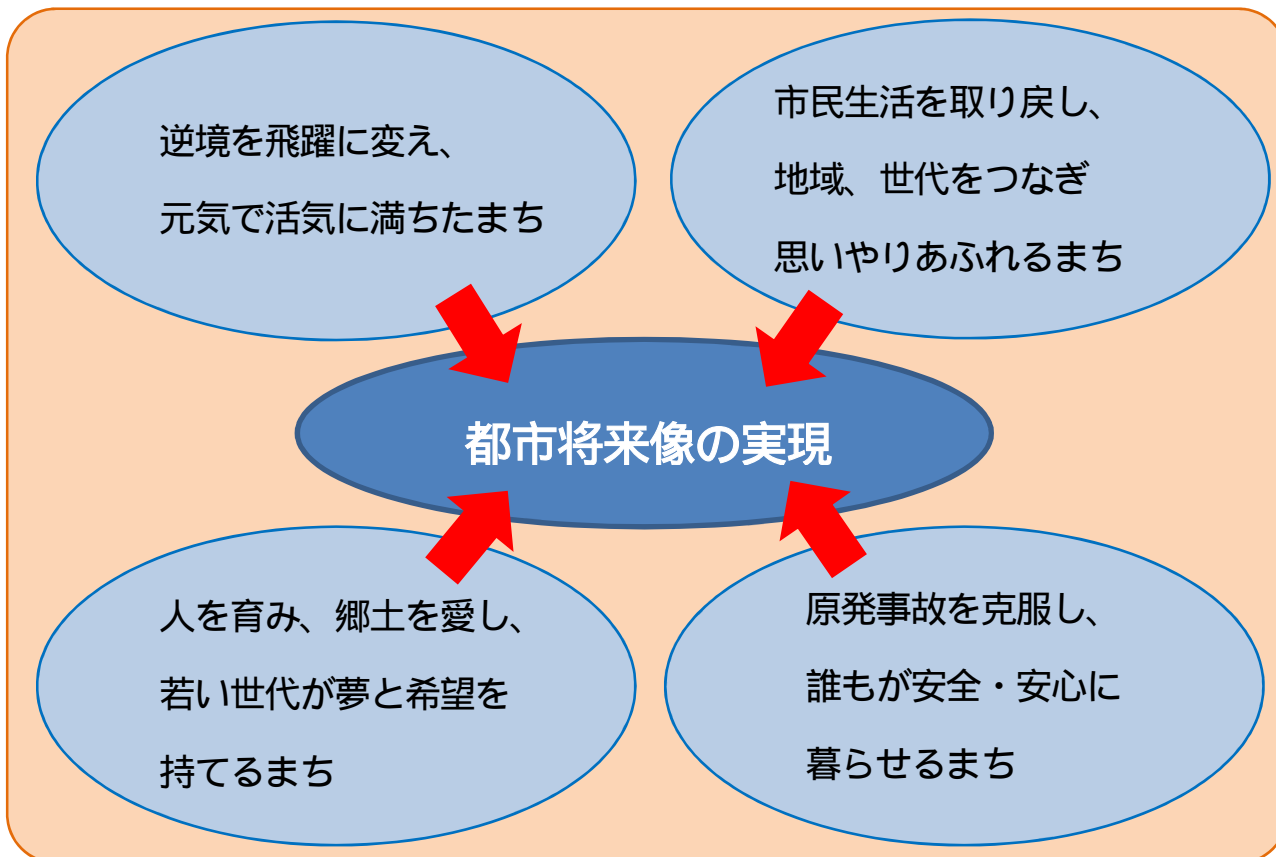 逆境を飛躍に変え、
元気で活気に満ちたまち
市民生活を取り戻し、
地域、世代をつなぎ
思いやりあふれるまち
都市将来像の実現
人を育み、郷土を愛し、
若い世代が夢と希望を
持てるまち
原発事故を克服し、
誰もが安全・安心に
暮らせるまち